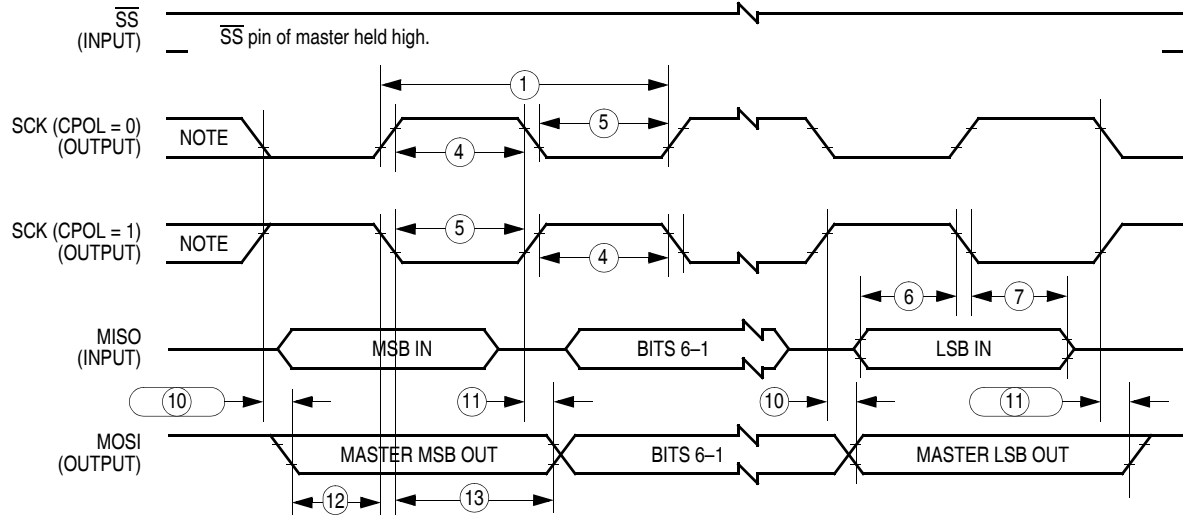 SS
(INPUT)
SS pin of master held high.
1
SCK (CPOL = 0)
(OUTPUT)
NOTE
5
4
SCK (CPOL = 1)
(OUTPUT)
NOTE
5
4
6
7
MISO
(INPUT)
MSB IN
BITS 6–1
LSB IN
10
11
10
11
MOSI
(OUTPUT)
MASTER MSB OUT
BITS 6–1
MASTER LSB OUT
12
13